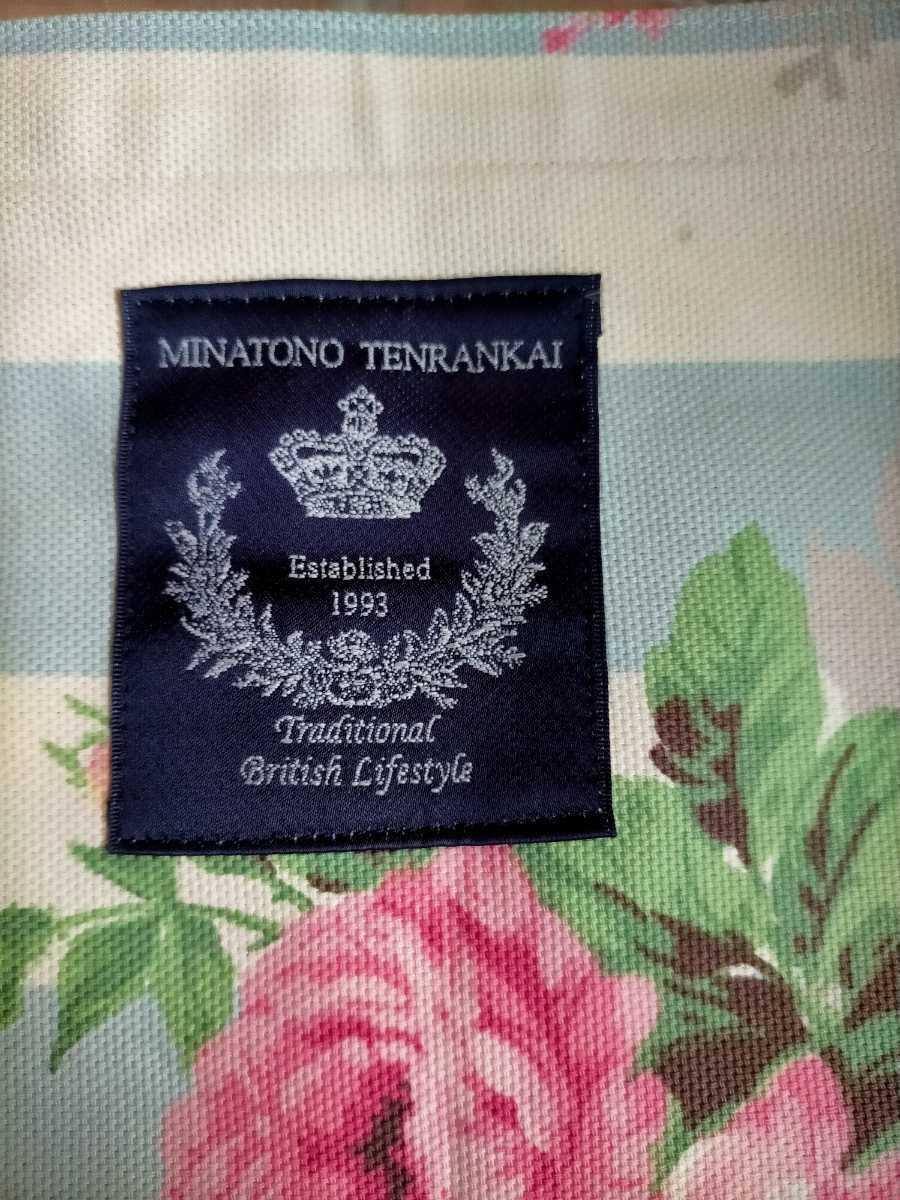 MINATONO TENRANKAI
Established
1993
Traditional
British Lifestyle